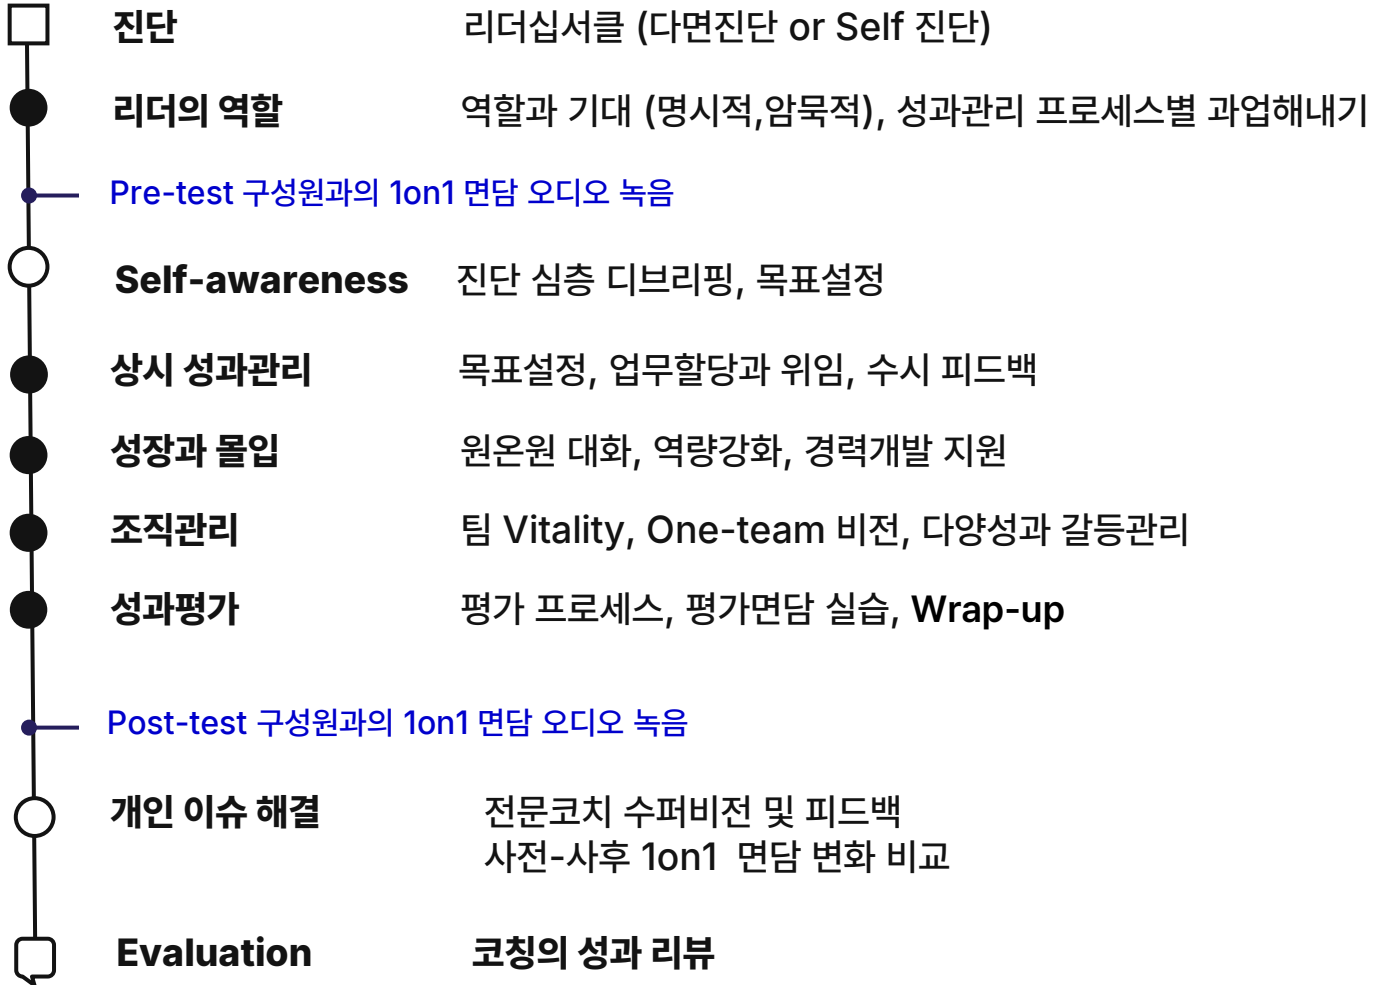 진단 리더십서클 (다면진단 or Self 진단)
리더의 역할 역할과 기대 (명시적,암묵적), 성과관리 프로세스별 과업해내기
Pre-test 구성원과의 1on1 면담 오디오 녹음
Self-awareness 진단 심층 디브리핑, 목표설정
상시 성과관리 목표설정, 업무할당과 위임, 수시 피드백
성장과 몰입 원온원 대화, 역량강화, 경력개발 지원
조직관리 팀 Vitality, One-team 비전, 다양성과 갈등관리
성과평가 평가 프로세스, 평가면담 실습, Wrap-up
Post-test 구성원과의 1on1 면담 오디오 녹음
개인 이슈 해결 전문코치 수퍼비전 및 피드백
사전-사후 1on1 면담 변화 비교
Evaluation 코칭의 성과 리뷰